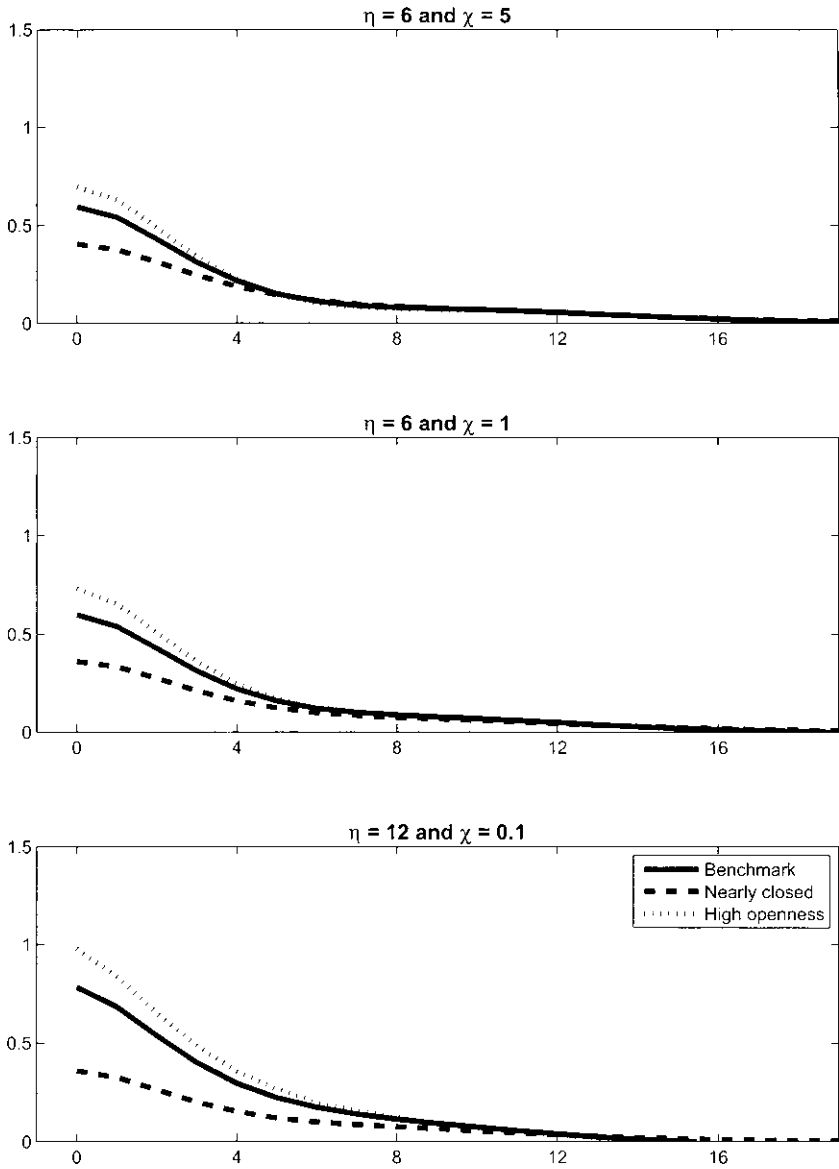 η = 6 and χ = 5
1.5
1
0.5
0
0 4 8 12 16
η = 6 and χ = 1
1.5
1
0.5
0
0 4 8 12 16
η = 12 and χ = 0.1
1.5
1
0.5
0
0 4 8 12 16
Benchmark
Nearly closed
High openness